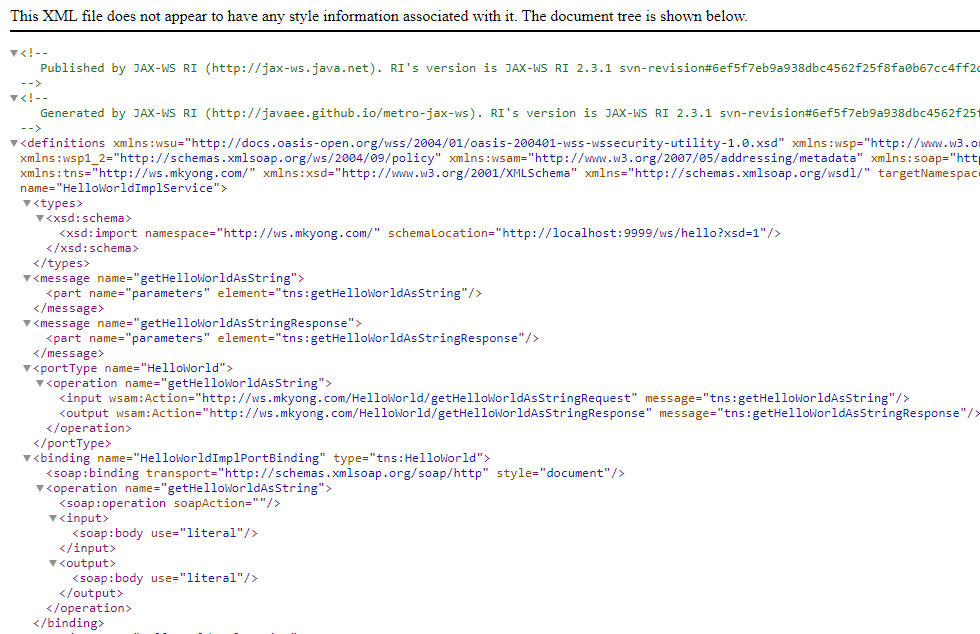 This XML file does not appear to have any style information associated with it. The document tree is shown below.
▼<!--
Published by JAX-WS RI (http://jax-ws.java.net). RI's version is JAX-WS RI 2.3.1 svn-revision#6ef5f7eb9a938dbc4562f25f8fa0b67cc4ff2c
-->
▼<!--
Generated by JAX-WS RI (http://javaee.github.io/metro-jax-ws). RI's version is JAX-WS RI 2.3.1 svn-revision#6ef5f7eb9a938dbc4562f25f
-->
▼<definitions xmlns:wsu="http://docs.oasis-open.org/wss/2004/01/oasis-200401-wss-wssecurity-utility-1.0.xsd" xmlns:wsp="http://www.w3.o
xmlns:wsp1_2="http://schemas.xmlsoap.org/ws/2004/09/policy" xmlns:wsam="http://www.w3.org/2007/05/addressing/metadata" xmlns:soap="http
xmlns:tns="http://ws.mkyong.com/" xmlns:xsd="http://www.w3.org/2001/XMLSchema" xmlns="http://schemas.xmlsoap.org/wsdl/" targetNamespace
name="HelloWorldImplService">
▼<types>
▼<xsd:schema>
<xsd:import namespace="http://ws.mkyong.com/" schemaLocation="http://localhost:9999/ws/hello?xsd=1"/>
</xsd:schema>
</types>
▼<message name="getHelloWorldAsString">
<part name="parameters" element="tns:getHelloWorldAsString"/>
</message>
▼<message name="getHelloWorldAsStringResponse">
<part name="parameters" element="tns:getHelloWorldAsStringResponse"/>
</message>
▼<portType name="HelloWorld">
▼<operation name="getHelloWorldAsString">
<input wsam:Action="http://ws.mkyong.com/HelloWorld/getHelloWorldAsStringRequest" message="tns:getHelloWorldAsString"/>
<output wsam:Action="http://ws.mkyong.com/HelloWorld/getHelloWorldAsStringResponse" message="tns:getHelloWorldAsStringResponse"/>
</operation>
</portType>
▼<binding name="HelloWorldImplPortBinding" type="tns:HelloWorld">
<soap:binding transport="http://schemas.xmlsoap.org/soap/http" style="document"/>
▼<operation name="getHelloWorldAsString">
<soap:operation soapAction=""/>
▼<input>
<soap:body use="literal"/>
</input>
▼<output>
<soap:body use="literal"/>
</output>
</operation>
</binding>